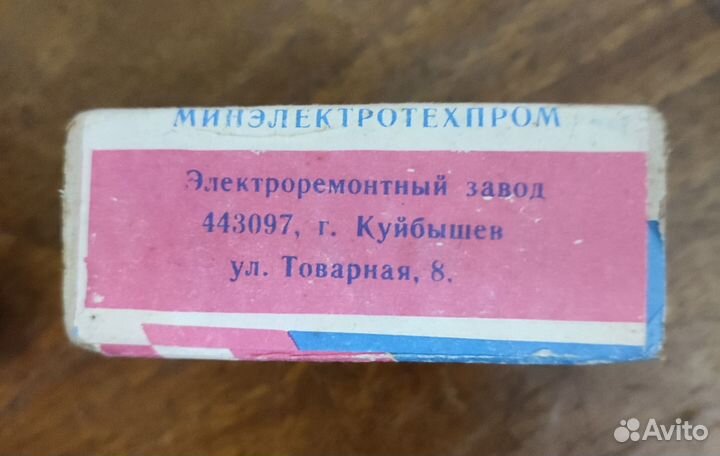 МИНЭЛЕКТРОТЕХПРОМ
Электроремонтный завод
443097, г. Куйбышев
ул. Товарная, 8.
Avito